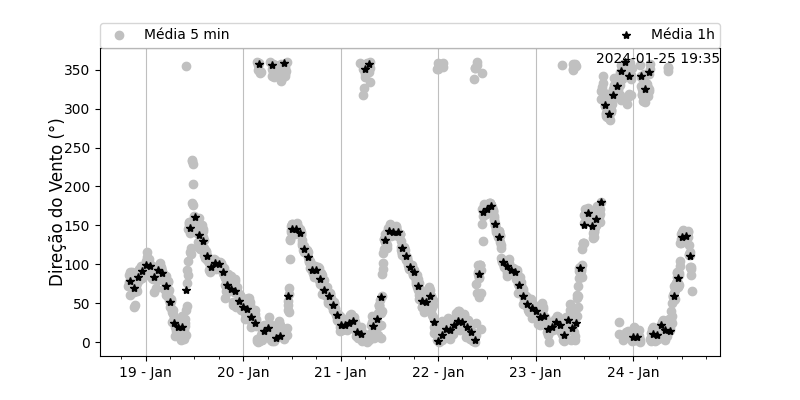 Média 5 min
Média 1h
2024-01-25 19:35
Direção do Vento (°)
350
300
250
200
150
100
50
0
19 - Jan
20 - Jan
21 - Jan
22 - Jan
23 - Jan
24 - Jan